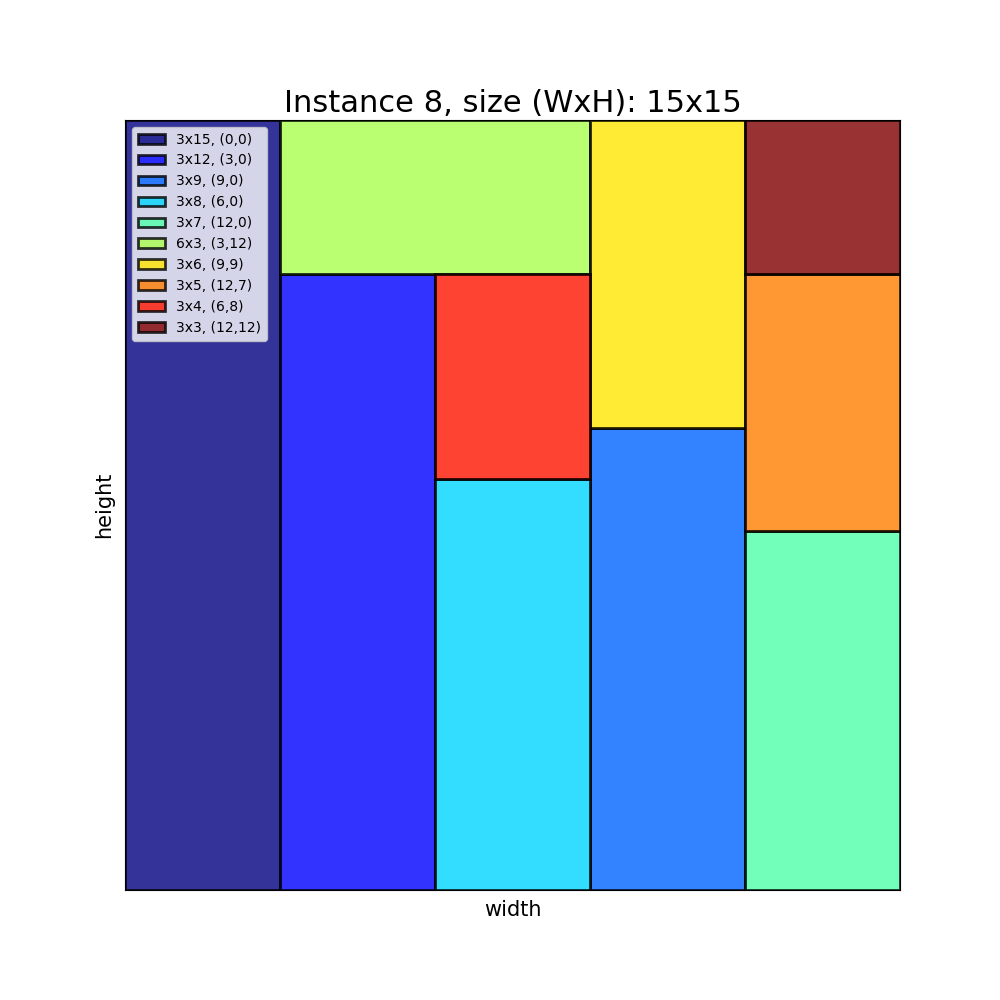 Instance 8, size (WxH): 15x15
3x15, (0,0)
3x12, (3,0)
3x9, (9,0)
3x8, (6,0)
3x7, (12,0)
6x3, (3,12)
3x6, (9,9)
3x5, (12,7)
3x4, (6,8)
3x3, (12,12)
height
width